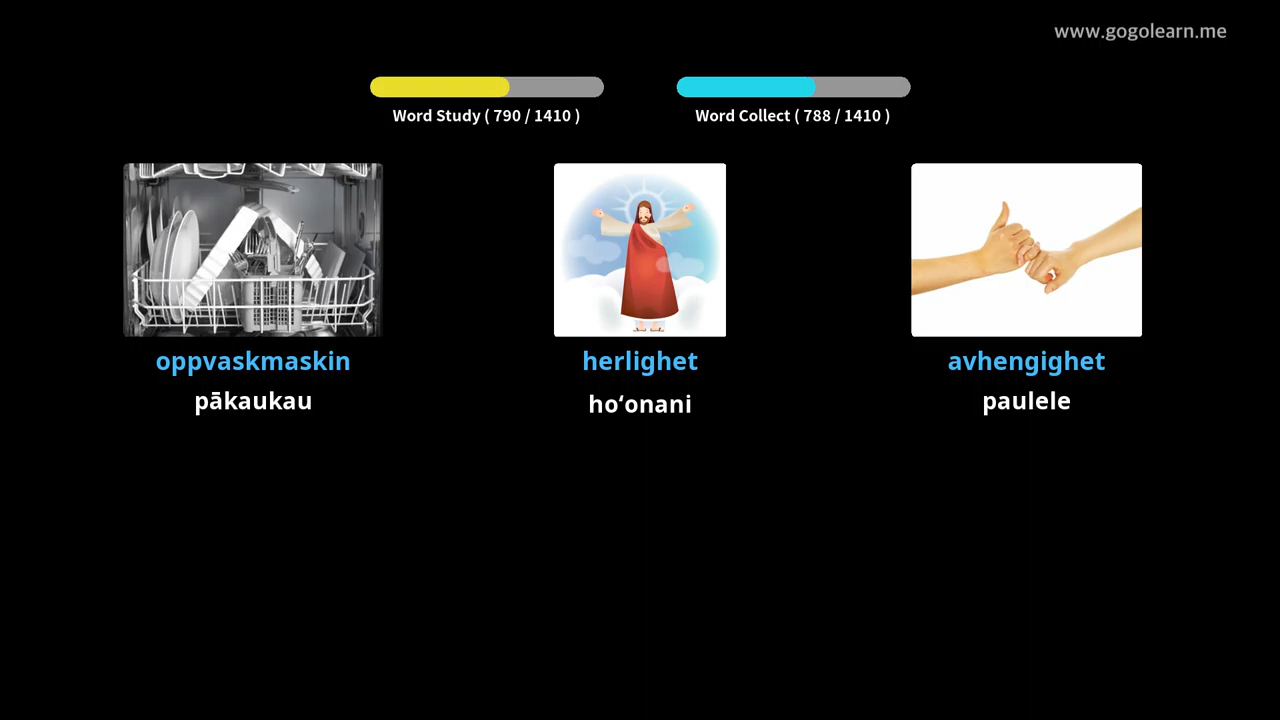 www.gogolearn.me
Word Study ( 790 / 1410 )
Word Collect ( 788 / 1410 )
oppvaskmaskin
herlighet
avhengighet
pākaukau
hoʻonani
paulele